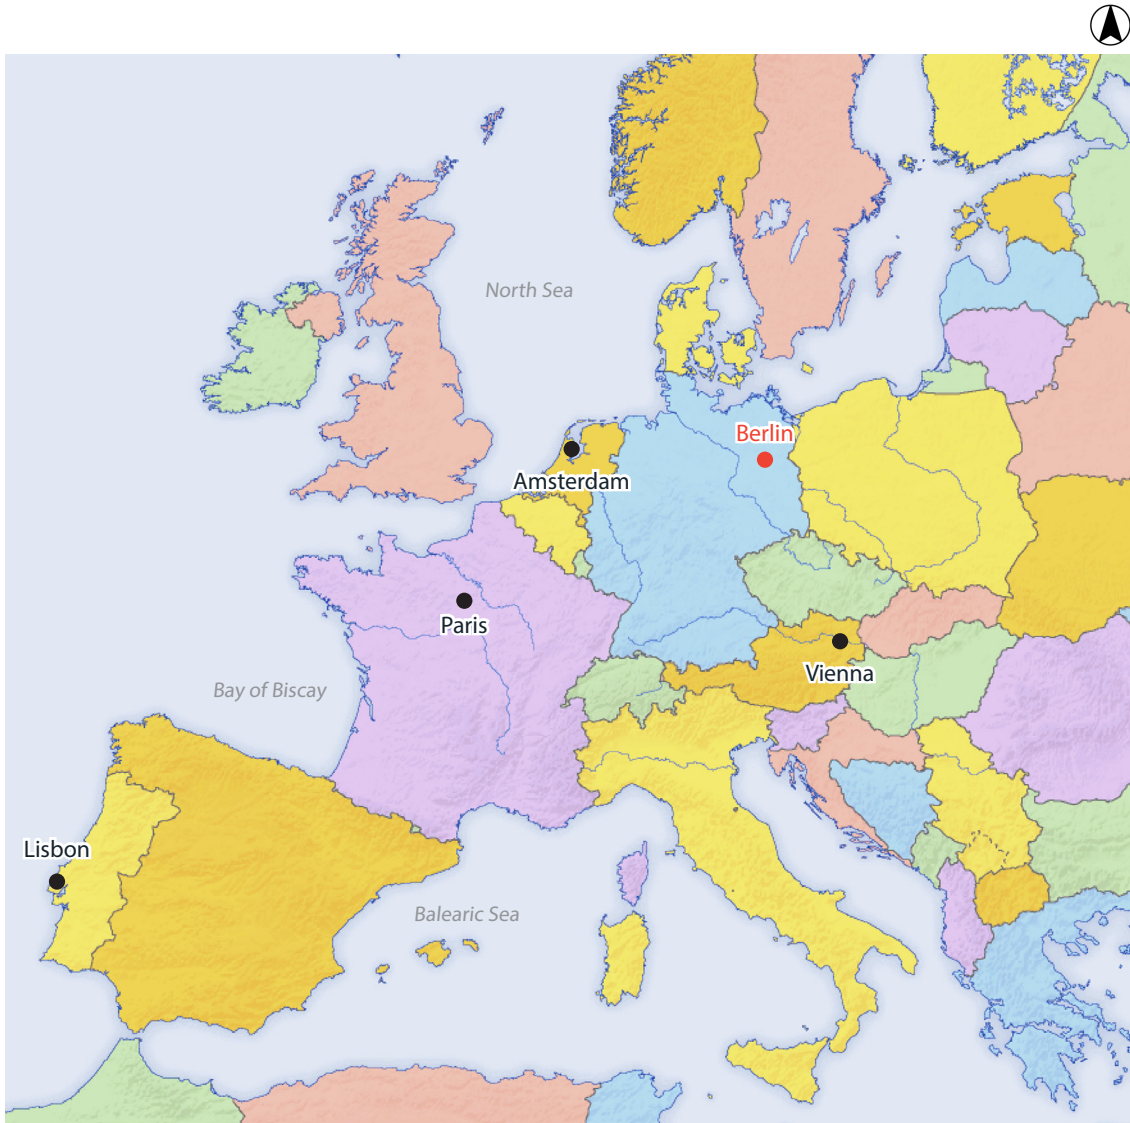 North Sea
Berlin
Amsterdam
Paris
Vienna
Bay of Biscay
Lisbon
Balearic Sea